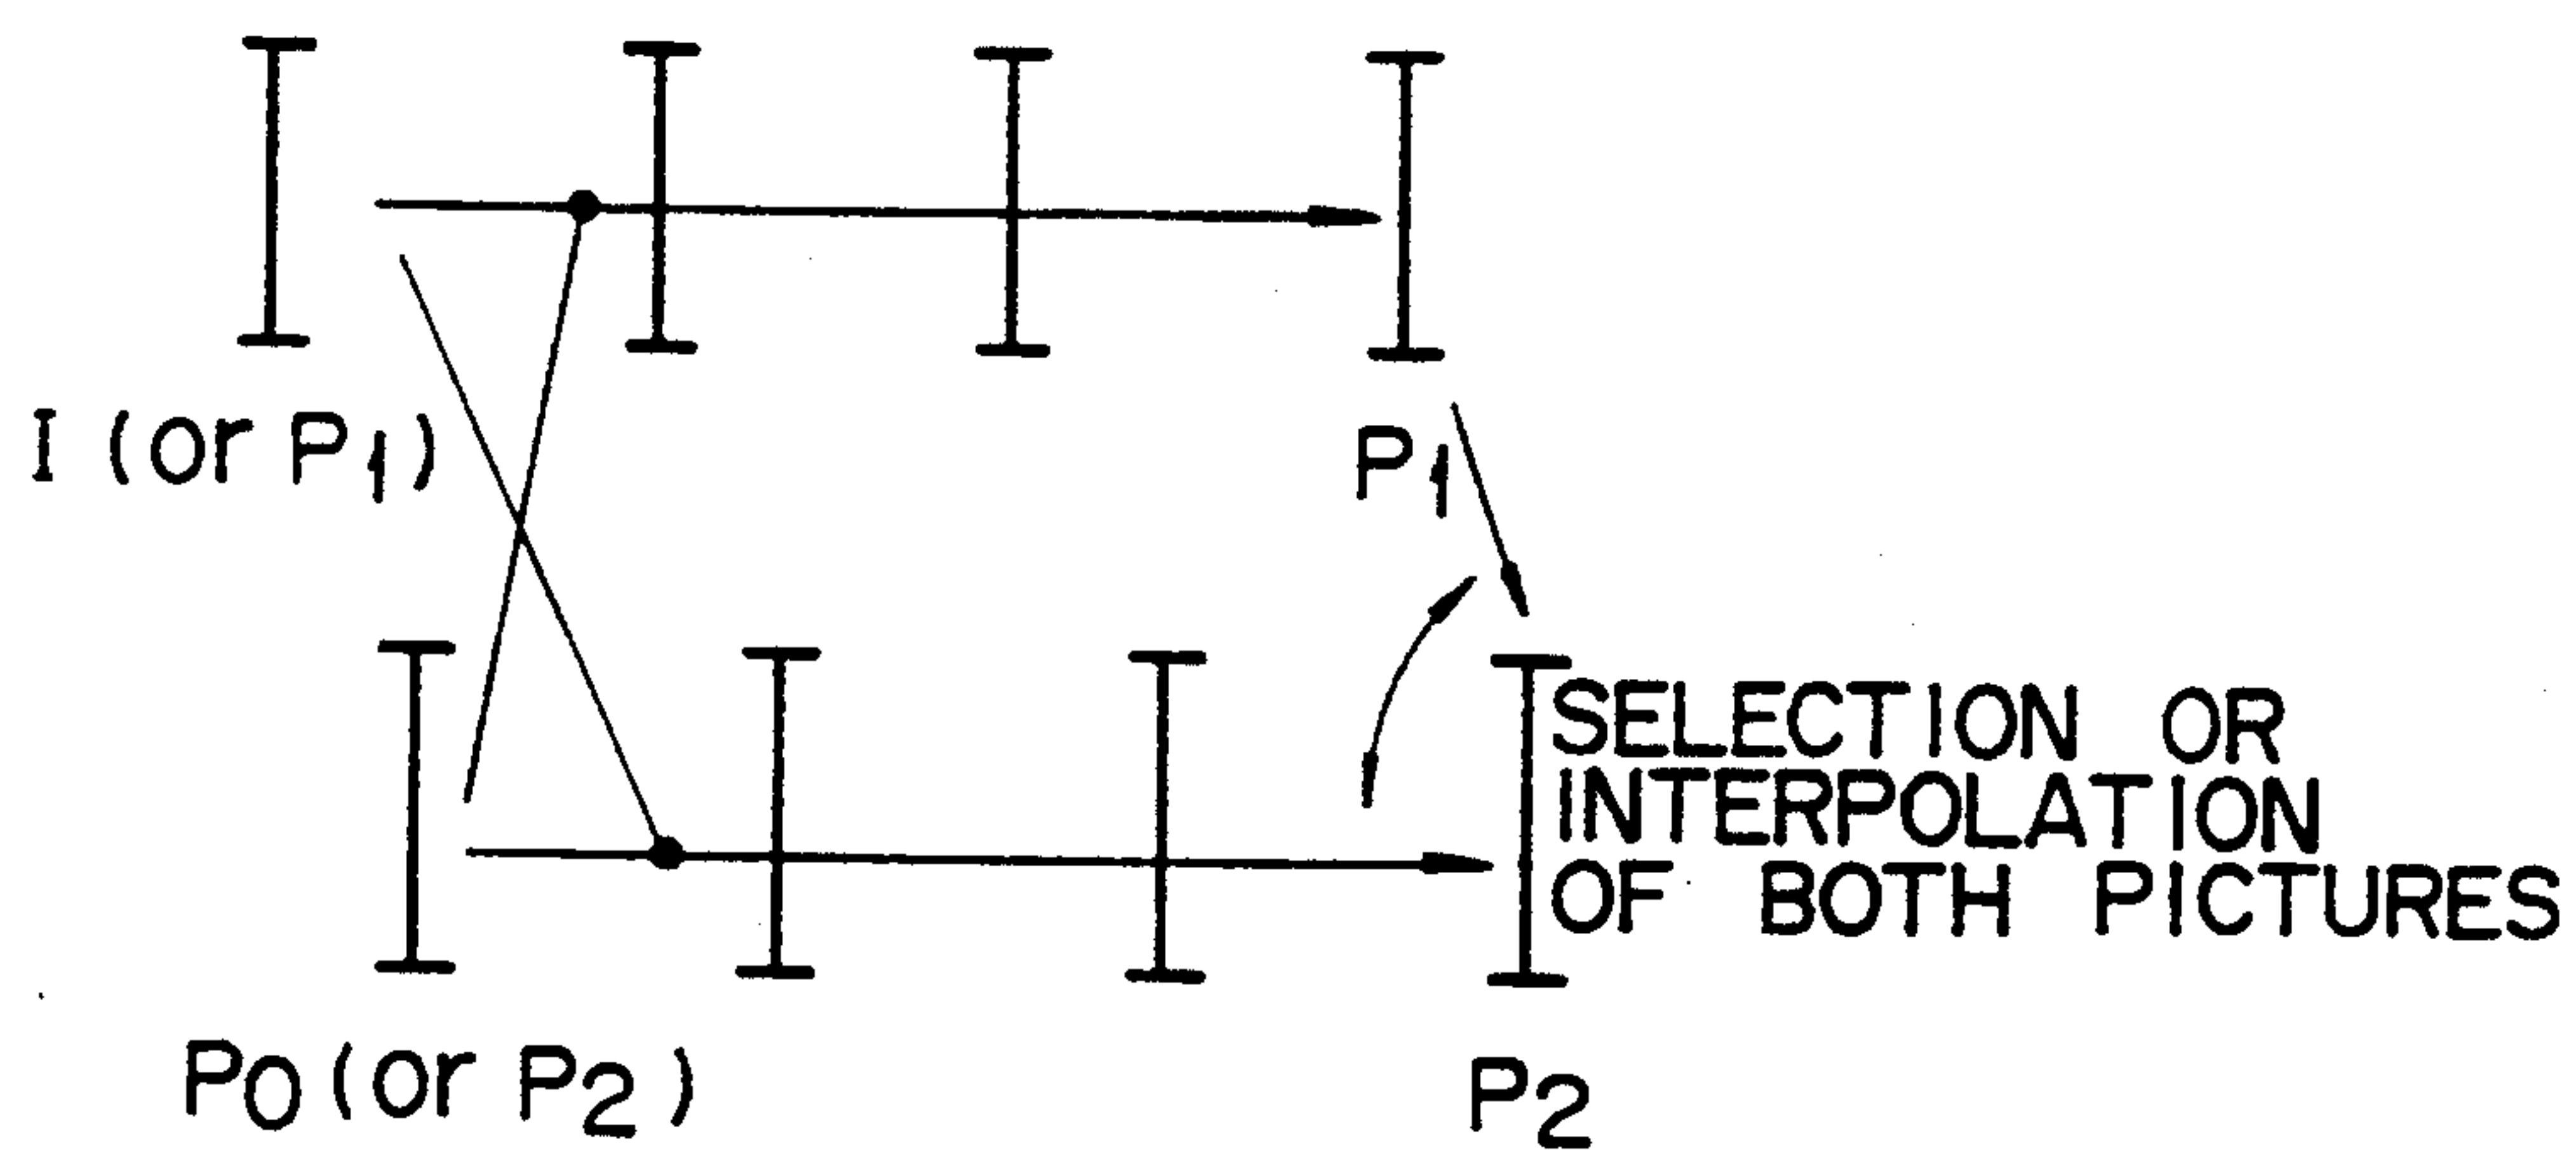 I (or P1)
P1
SELECTION OR
INTERPOLATION
OF BOTH PICTURES
P0 (or P2)
P2